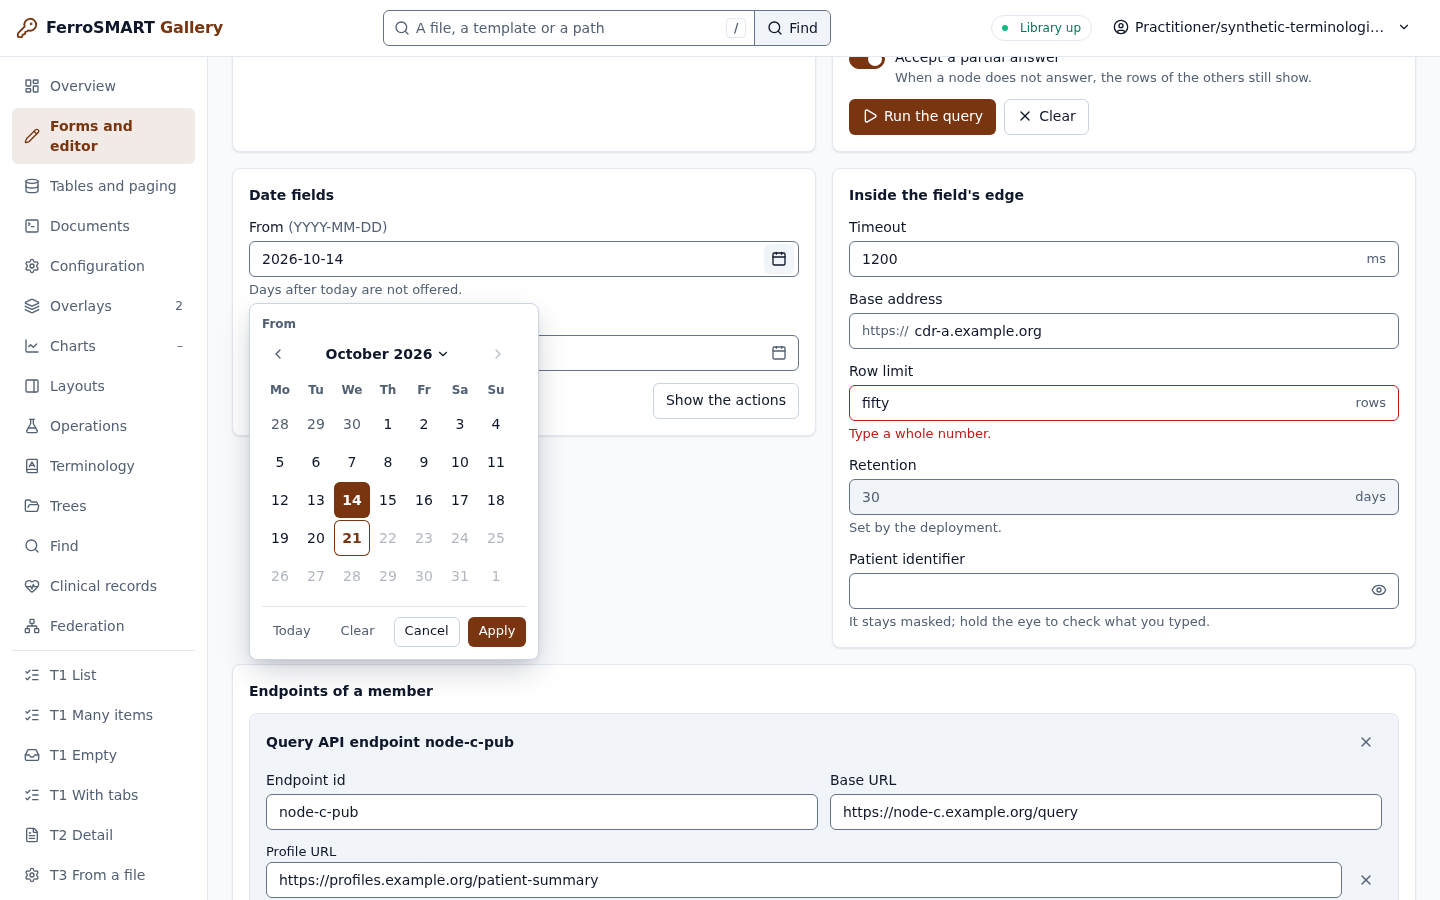 FerroSMART Gallery
A file, a template or a path
/
Find
Library up
Practitioner/synthetic-terminologi...
Overview
Forms and
editor
Tables and paging
Documents
Configuration
Overlays 2
Charts –
Layouts
Operations
Terminology
Trees
Find
Clinical records
Federation
T1 List
T1 Many items
T1 Empty
T1 With tabs
T2 Detail
T3 From a file
Accept a partial answer
When a node does not answer, the rows of the others still show.
Run the query
Clear
Date fields
From (YYYY-MM-DD)
2026-10-14
Days after today are not offered.
Show the actions
From
October 2026
Mo Tu We Th Fr Sa Su
28 29 30 1 2 3 4
5 6 7 8 9 10 11
12 13 14 15 16 17 18
19 20 21 22 23 24 25
26 27 28 29 30 31 1
Today Clear Cancel Apply
Inside the field's edge
Timeout
1200 ms
Base address
https:// cdr-a.example.org
Row limit
fifty rows
Type a whole number.
Retention
30 days
Set by the deployment.
Patient identifier
It stays masked; hold the eye to check what you typed.
Endpoints of a member
Query API endpoint node-c-pub
Endpoint id
node-c-pub
Base URL
https://node-c.example.org/query
Profile URL
https://profiles.example.org/patient-summary